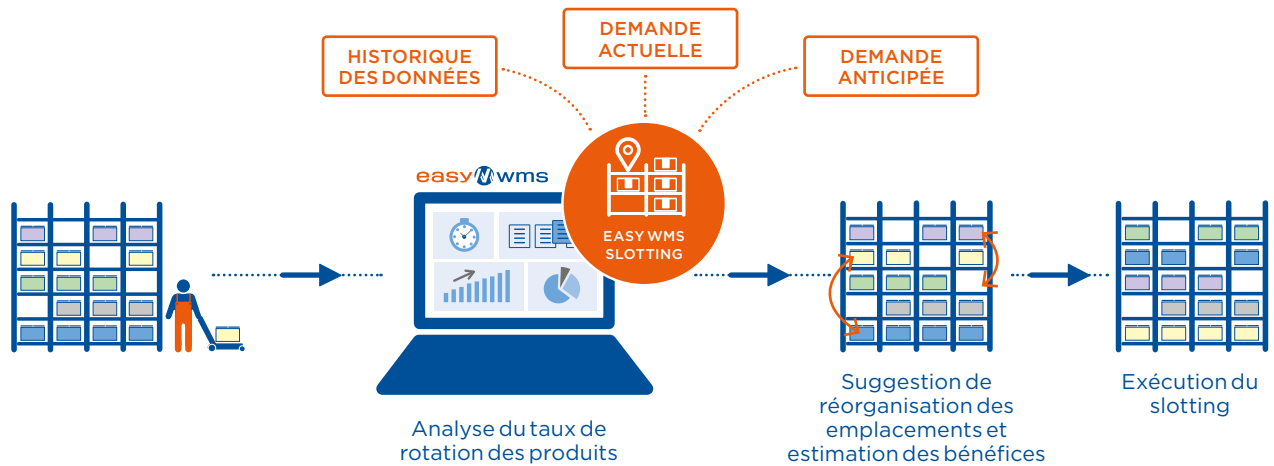 HISTORIQUE
DES DONNÉES
DEMANDE
ACTUELLE
DEMANDE
ANTICIPÉE
easy wms
EASY WMS
SLOTTING
Analyse du taux de
rotation des produits
Suggestion de
réorganisation des
emplacements et
estimation des bénéfices
Exécution du
slotting